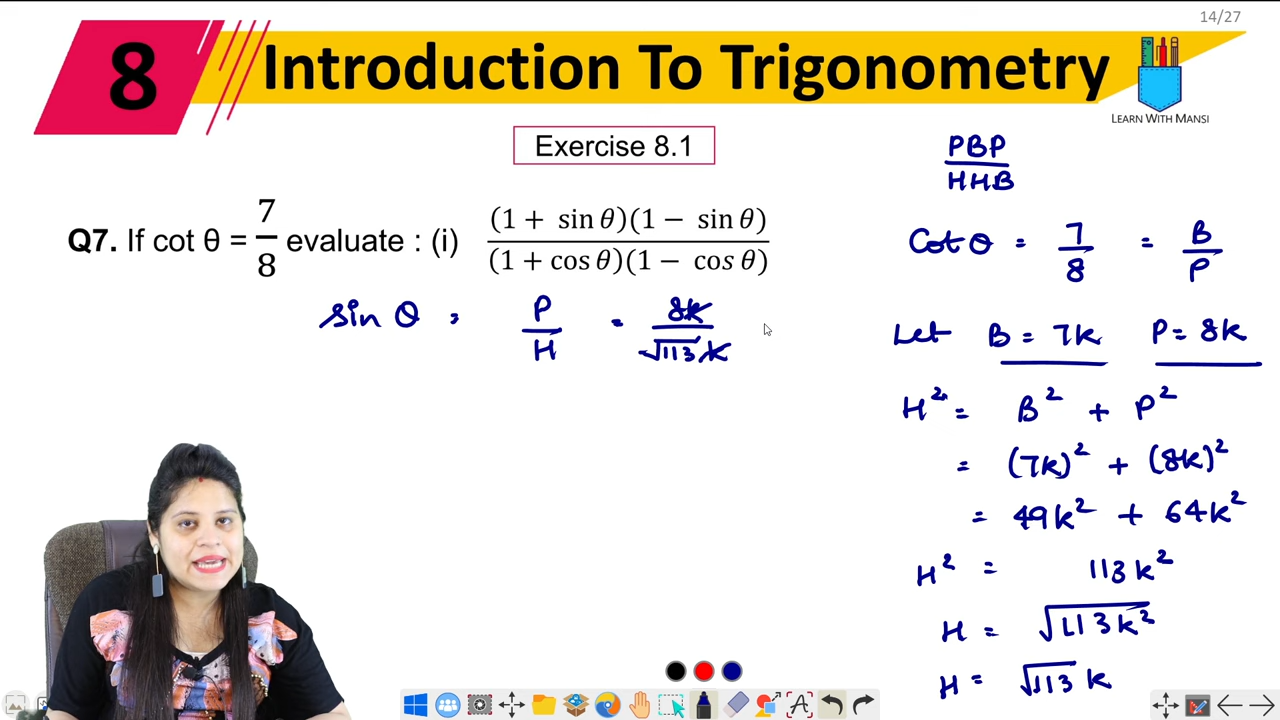 14/27
8 Introduction To Trigonometry
LEARN WITH MANSI
Exercise 8.1
PBP
HHB
Q7. If cot θ = 7/8 evaluate : (i) (1 + sin θ)(1 − sin θ) / (1 + cos θ)(1 − cos θ)
Cot θ = 7/8 = B/P
sin θ = P/H = 8k/√113 k
Let B = 7k P = 8k
H² = B² + P²
= (7k)² + (8k)²
= 49k² + 64k²
H² = 113k²
H = √113k²
H = √113 k